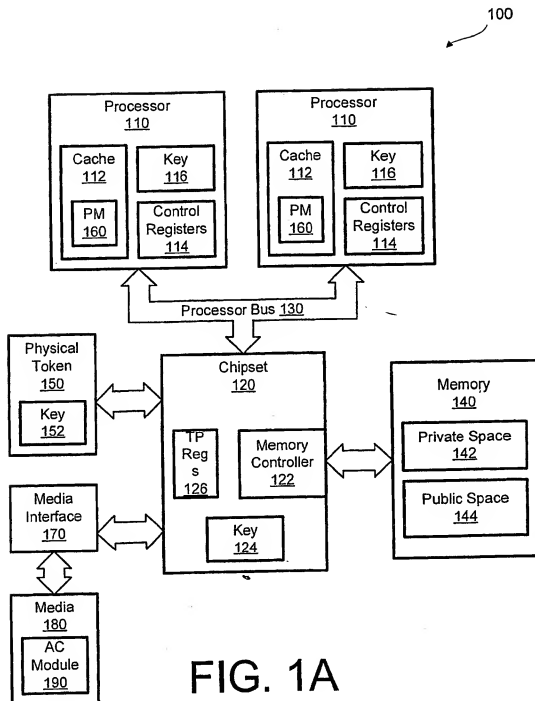 100
Processor
110
Cache
112
Key
116
PM
160
Control
Registers
114
Processor
110
Cache
112
Key
116
PM
160
Control
Registers
114
Processor Bus 130
Physical
Token
150
Key
152
Chipset
120
TP
Reg
s
126
Memory
Controller
122
Key
124
Memory
140
Private Space
142
Public Space
144
Media
Interface
170
Media
180
AC
Module
190
FIG. 1A